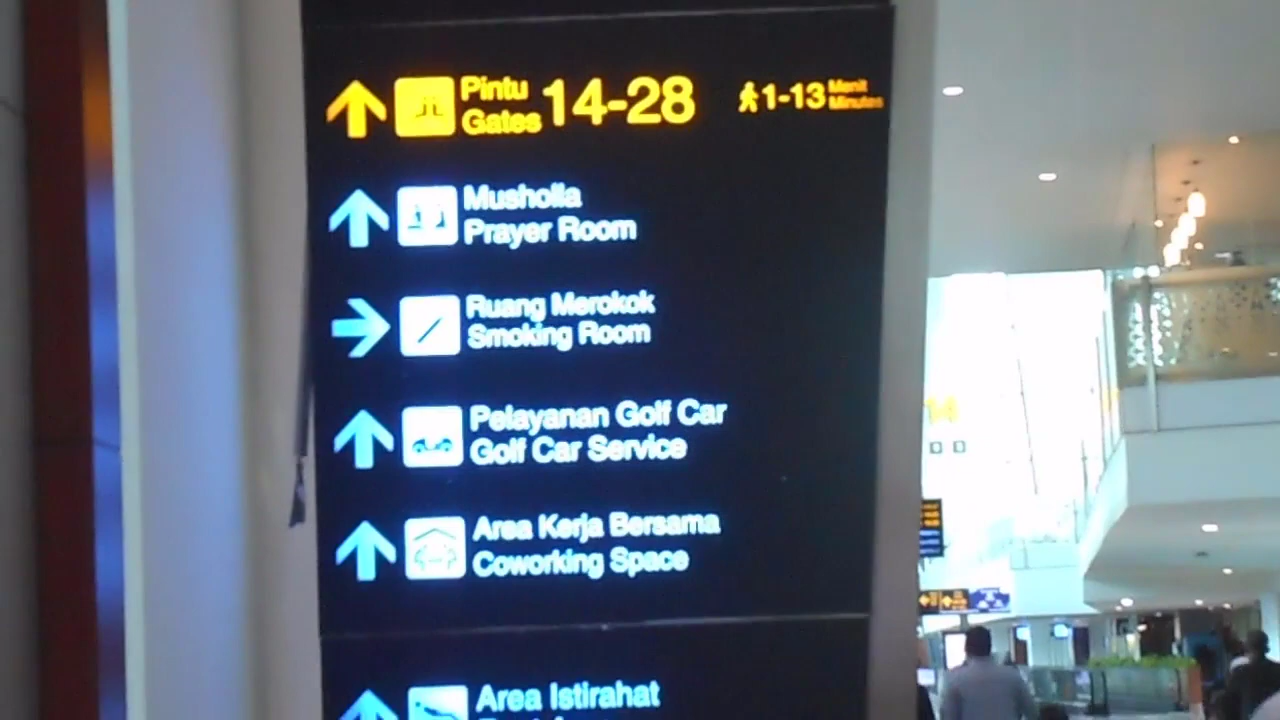 Pintu
Gates
14-28
1-13
Menit
Minutes
Musholla
Prayer Room
Ruang Merokok
Smoking Room
Pelayanan Golf Car
Golf Car Service
Area Kerja Bersama
Coworking Space
Area Istirahat
14